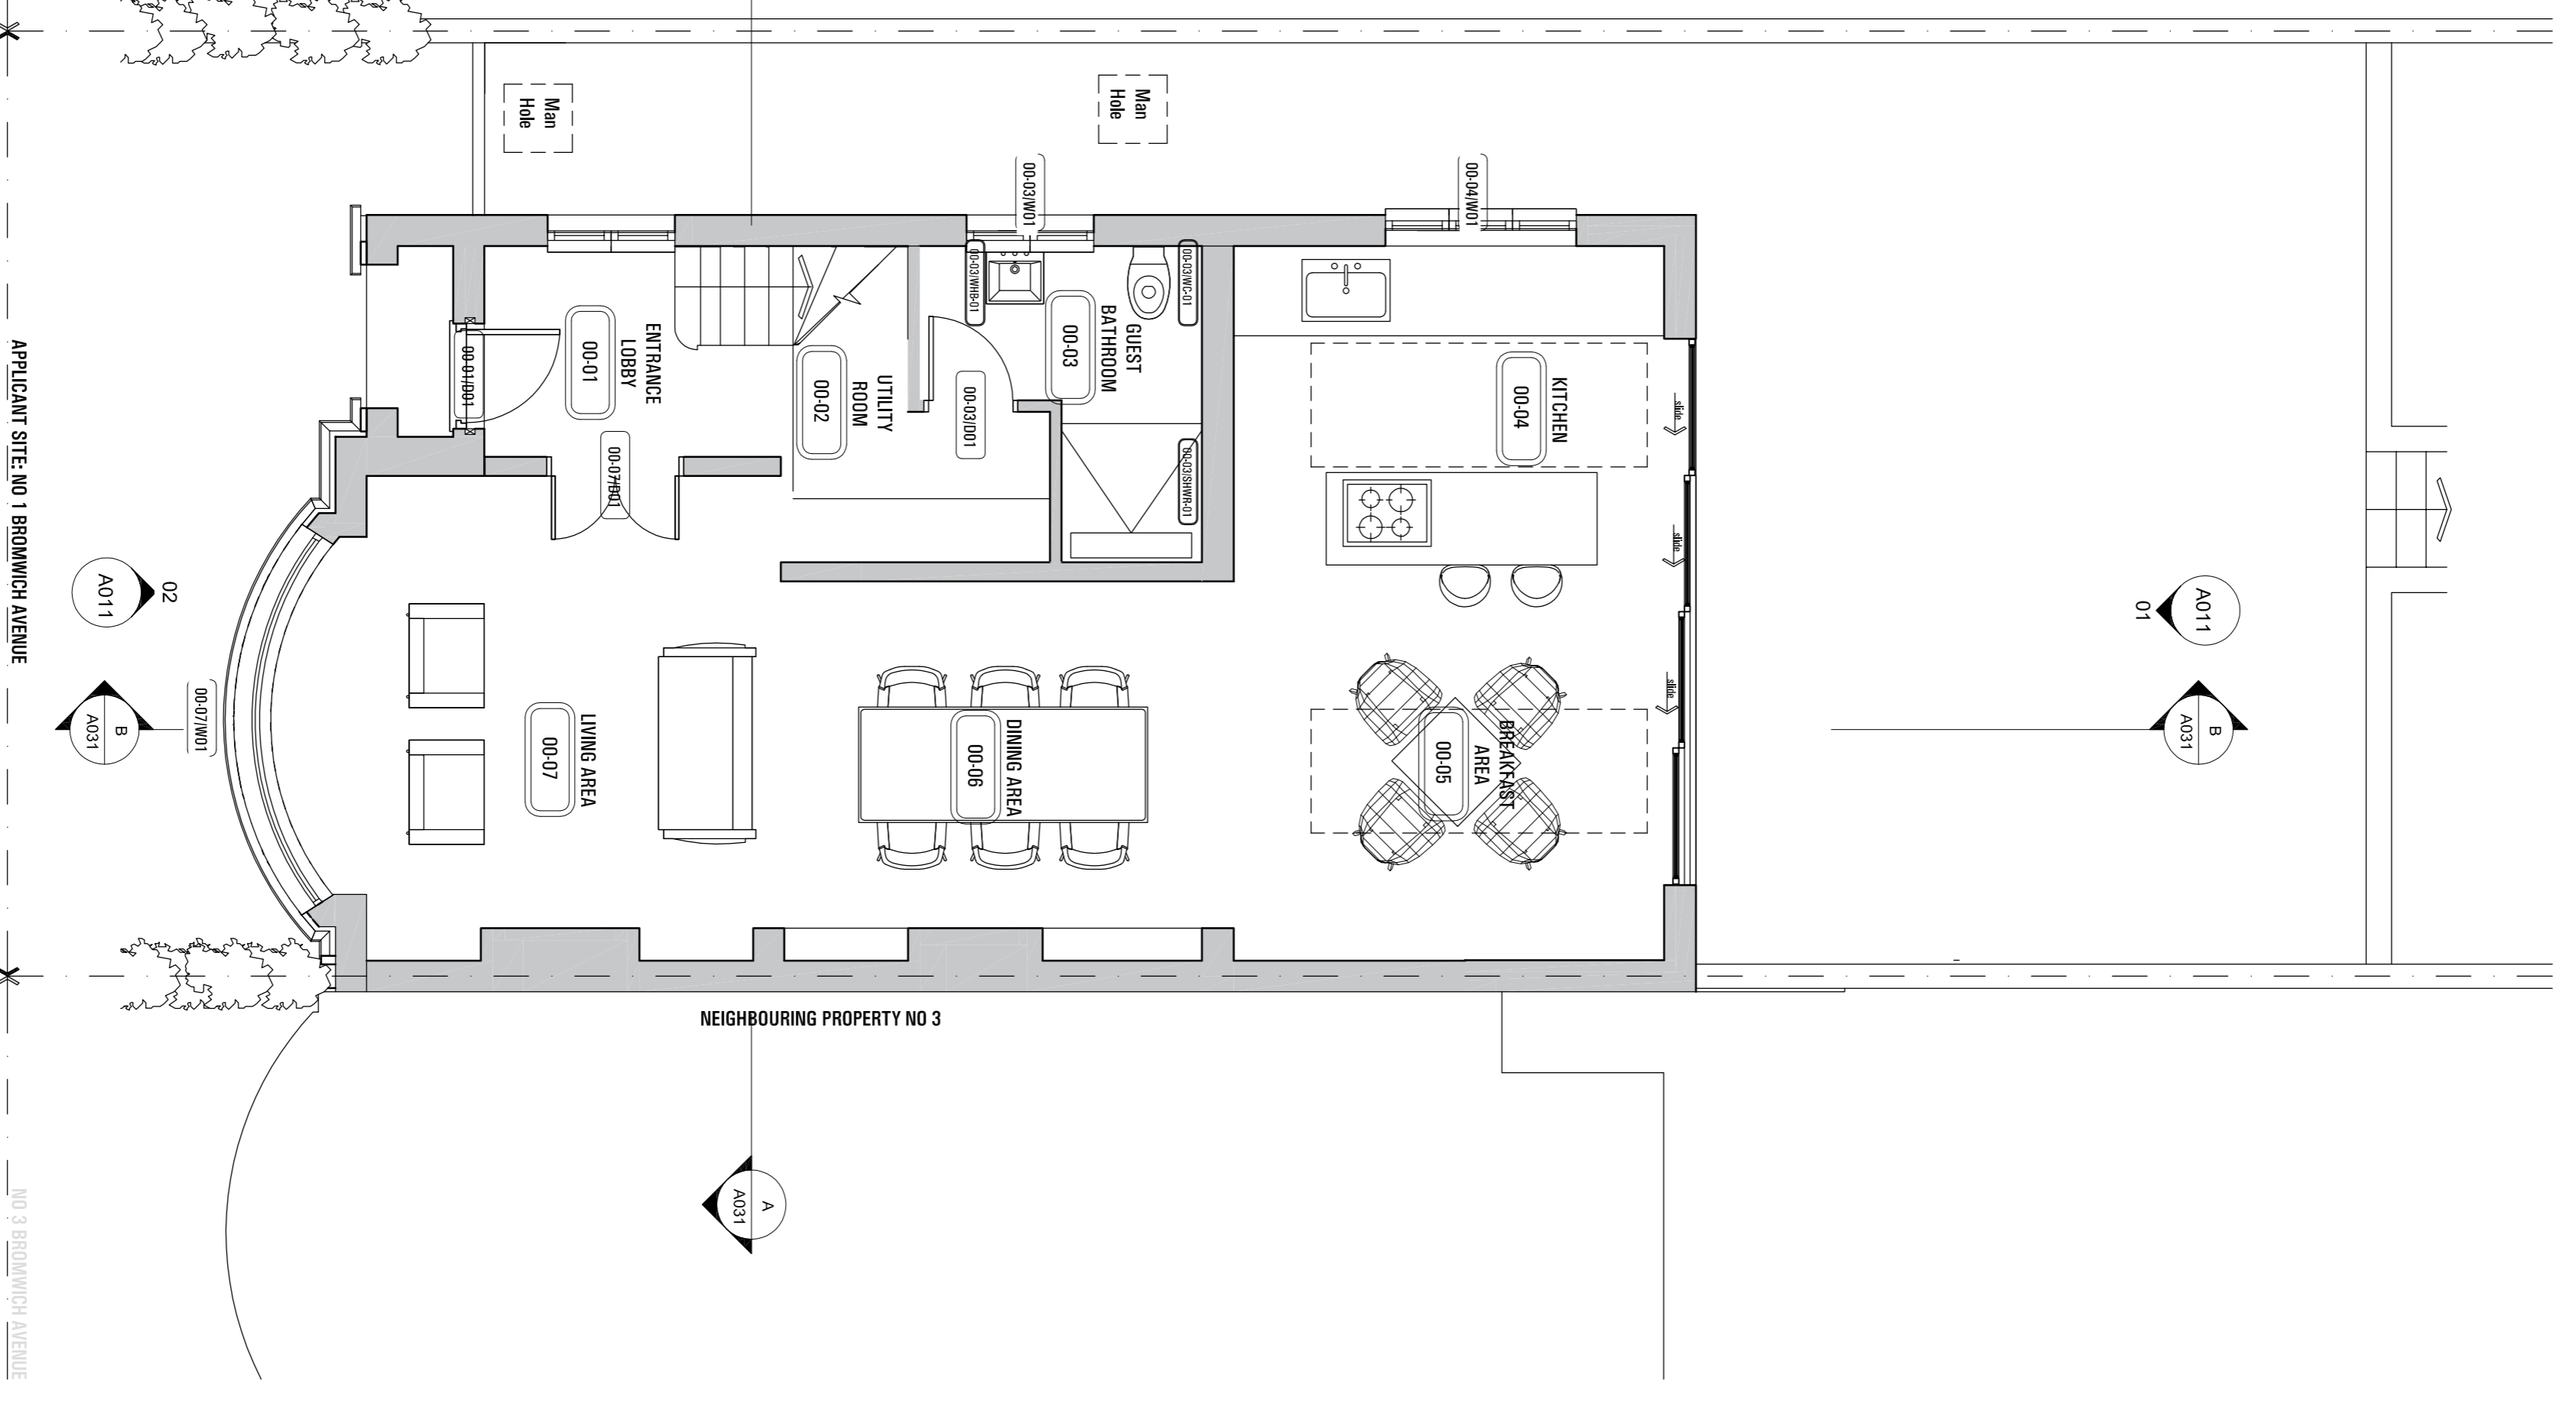 Man
Hole
Man
Hole
00-03/W01
00-04/W01
00-01/D01
ENTRANCE
LOBBY
00-01
00-07/D01
UTILITY
ROOM
00-02
00-03/WHB-01
00-03/D01
GUEST
BATHROOM
00-03
00-03/WC-01
00-03/SHWR-01
KITCHEN
00-04
slide
slide
slide
APPLICANT SITE: NO 1 BROMWICH AVENUE
02
A011
B
A031
00-07/W01
LIVING AREA
00-07
DINING AREA
00-06
BREAKFAST
AREA
00-05
A011
01
B
A031
NEIGHBOURING PROPERTY NO 3
A
A031
NO 3 BROMWICH AVENUE